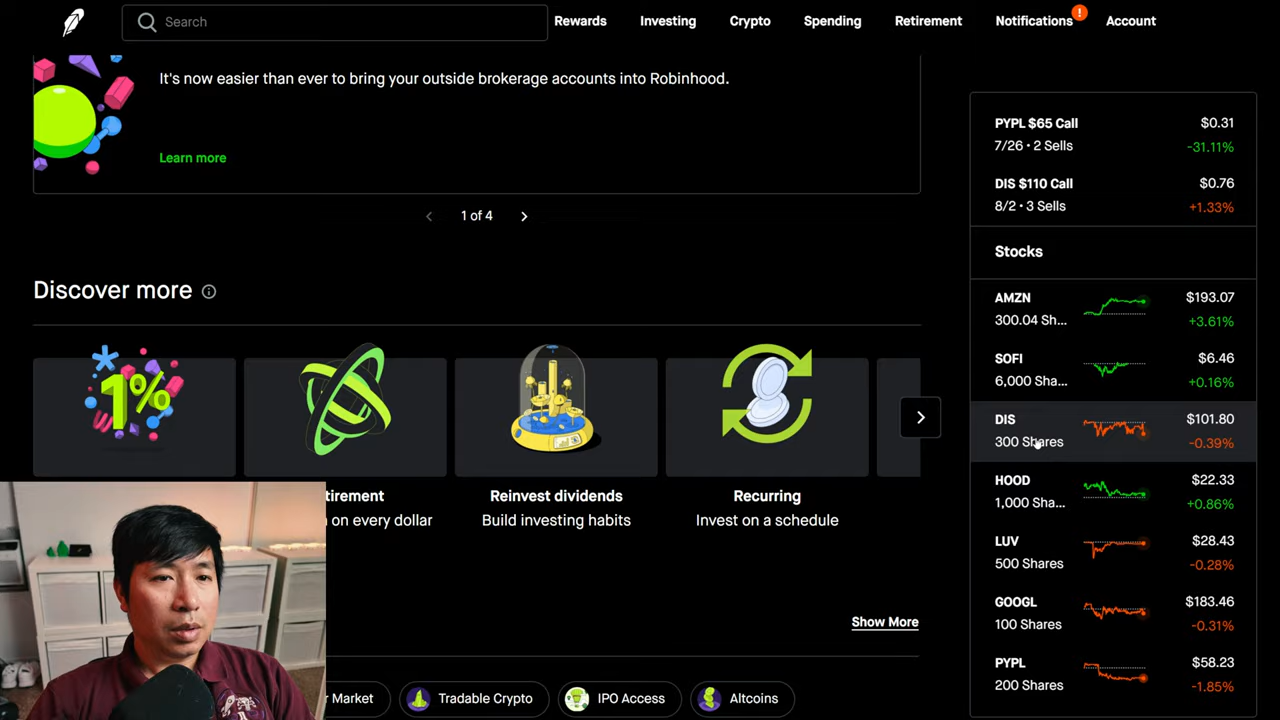 Search
Rewards
Investing
Crypto
Spending
Retirement
Notifications
!
Account
It's now easier than ever to bring your outside brokerage accounts into Robinhood.
Learn more
1 of 4
Discover more
1%
tirement
n on every dollar
Reinvest dividends
Build investing habits
Recurring
Invest on a schedule
Show More
r Market
Tradable Crypto
IPO Access
Altcoins
PYPL $65 Call $0.31
7/26 • 2 Sells -31.11%
DIS $110 Call $0.76
8/2 • 3 Sells +1.33%
Stocks
AMZN $193.07
300.04 Sh... +3.61%
SOFI $6.46
6,000 Sha... +0.16%
DIS $101.80
300 Shares -0.39%
HOOD $22.33
1,000 Sha... +0.86%
LUV $28.43
500 Shares -0.28%
GOOGL $183.46
100 Shares -0.31%
PYPL $58.23
200 Shares -1.85%